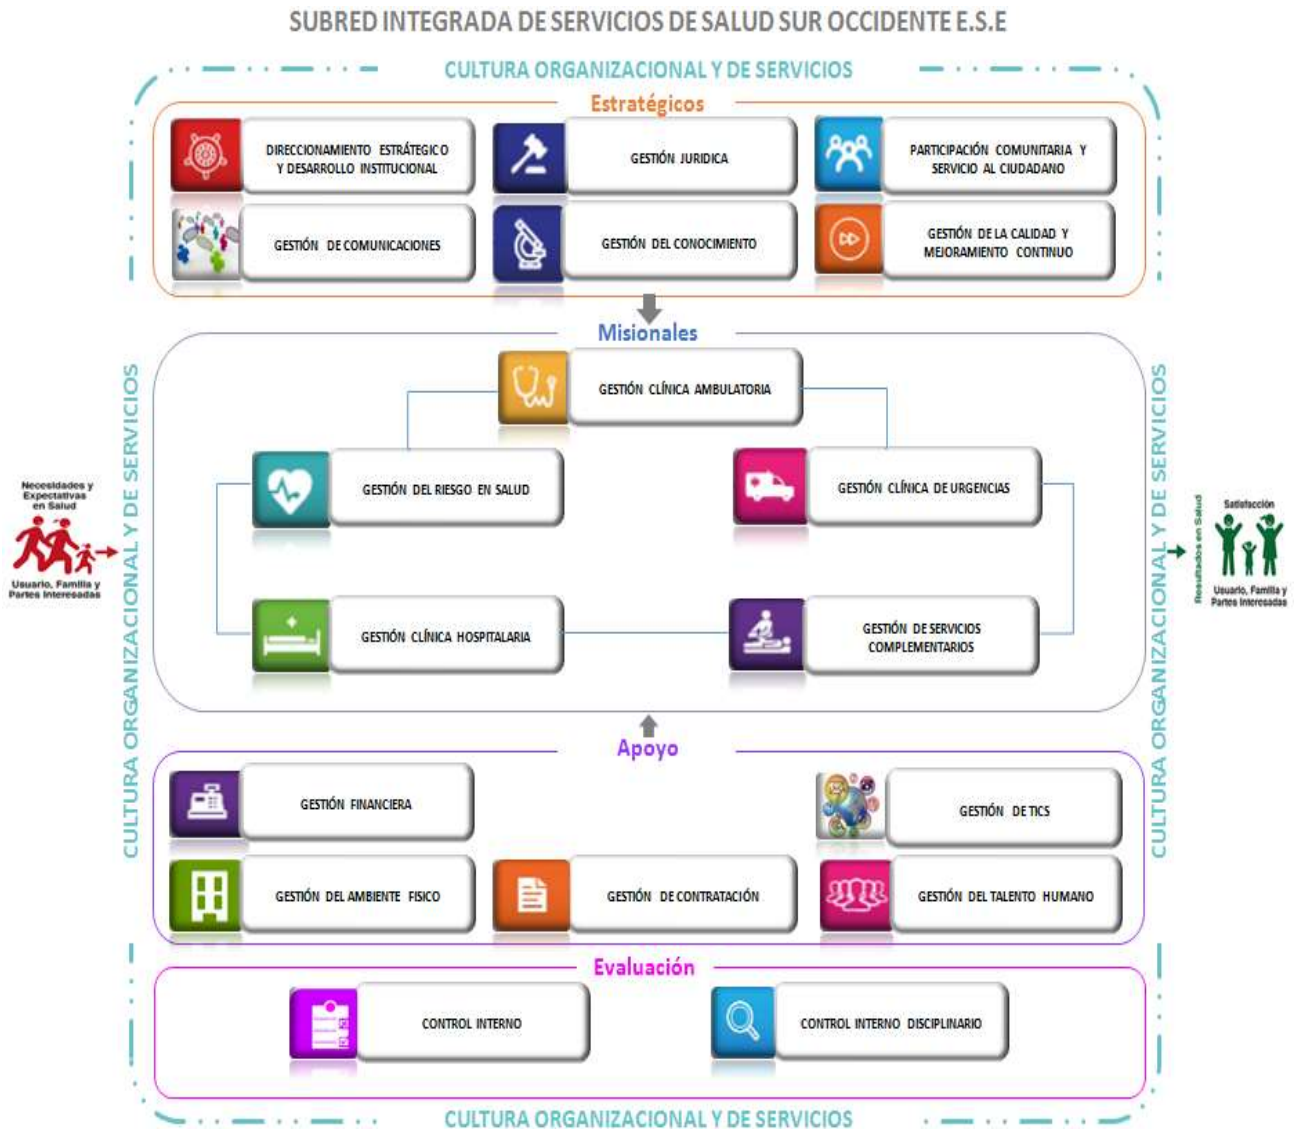 SUBRED INTEGRADA DE SERVICIOS DE SALUD SUR OCCIDENTE E.S.E
CULTURA ORGANIZACIONAL Y DE SERVICIOS
Estratégicos
DIRECCIONAMIENTO ESTRÁTEGICO
Y DESARROLLO INSTITUCIONAL
GESTIÓN JURIDICA
PARTICIPACIÓN COMUNITARIA Y
SERVICIO AL CIUDADANO
GESTIÓN DE COMUNICACIONES
GESTIÓN DEL CONOCIMIENTO
GESTIÓN DE LA CALIDAD Y
MEJORAMIENTO CONTINUO
Misionales
GESTIÓN CLÍNICA AMBULATORIA
GESTIÓN DEL RIESGO EN SALUD
GESTIÓN CLÍNICA DE URGENCIAS
GESTIÓN CLÍNICA HOSPITALARIA
GESTIÓN DE SERVICIOS
COMPLEMENTARIOS
Necesidades y
Expectativas
en Salud
Usuario, Familia y
Partes Interesadas
CULTURA ORGANIZACIONAL Y DE SERVICIOS
CULTURA ORGANIZACIONAL Y DE SERVICIOS
Resultados en Salud
Satisfacción
Usuario, Familia y
Partes Interesadas
Apoyo
GESTIÓN FINANCIERA
GESTIÓN DE TICS
GESTIÓN DEL AMBIENTE FISICO
GESTIÓN DE CONTRATACIÓN
GESTIÓN DEL TALENTO HUMANO
Evaluación
CONTROL INTERNO
CONTROL INTERNO DISCIPLINARIO
CULTURA ORGANIZACIONAL Y DE SERVICIOS